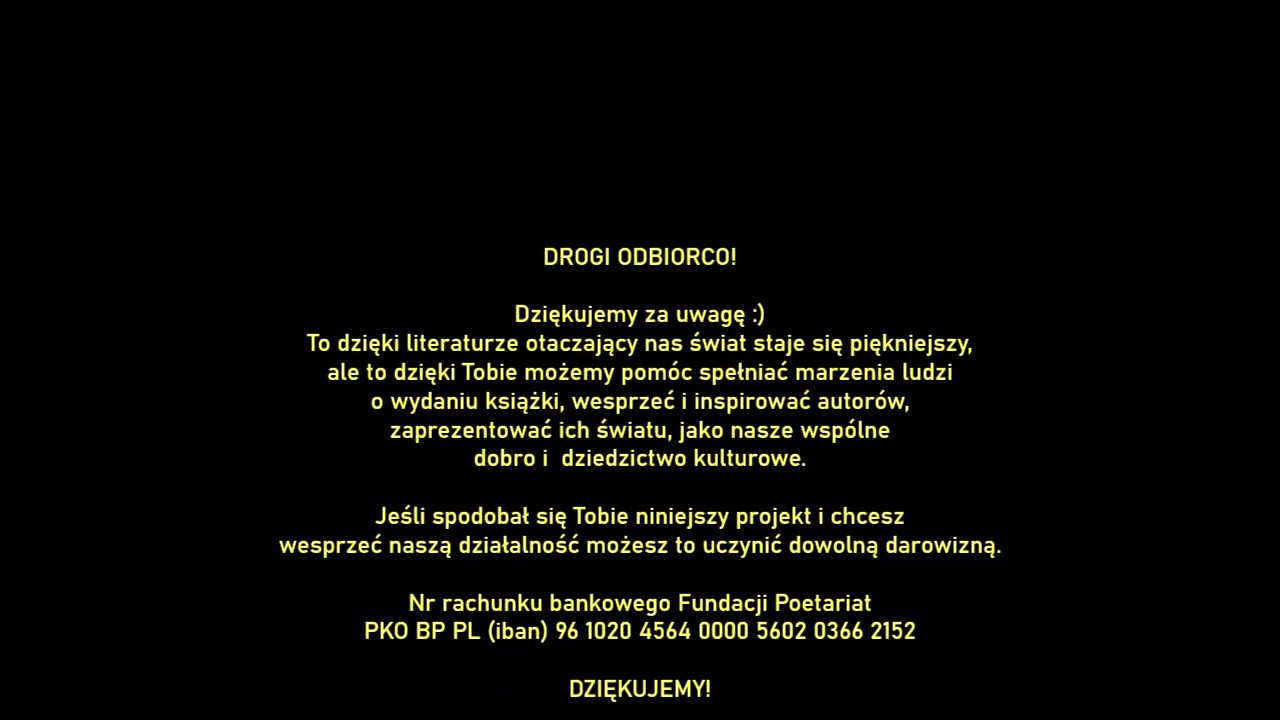 DROGI ODBIORCO!
Dziękujemy za uwagę :)
To dzięki literaturze otaczający nas świat staje się piękniejszy,
ale to dzięki Tobie możemy pomóc spełniać marzenia ludzi
o wydaniu książki, wesprzeć i inspirować autorów,
zaprezentować ich światu, jako nasze wspólne
dobro i  dziedzictwo kulturowe.
Jeśli spodobał się Tobie niniejszy projekt i chcesz
wesprzeć naszą działalność możesz to uczynić dowolną darowizną.
Nr rachunku bankowego Fundacji Poetariat
PKO BP PL (iban) 96 1020 4564 0000 5602 0366 2152
DZIĘKUJEMY!